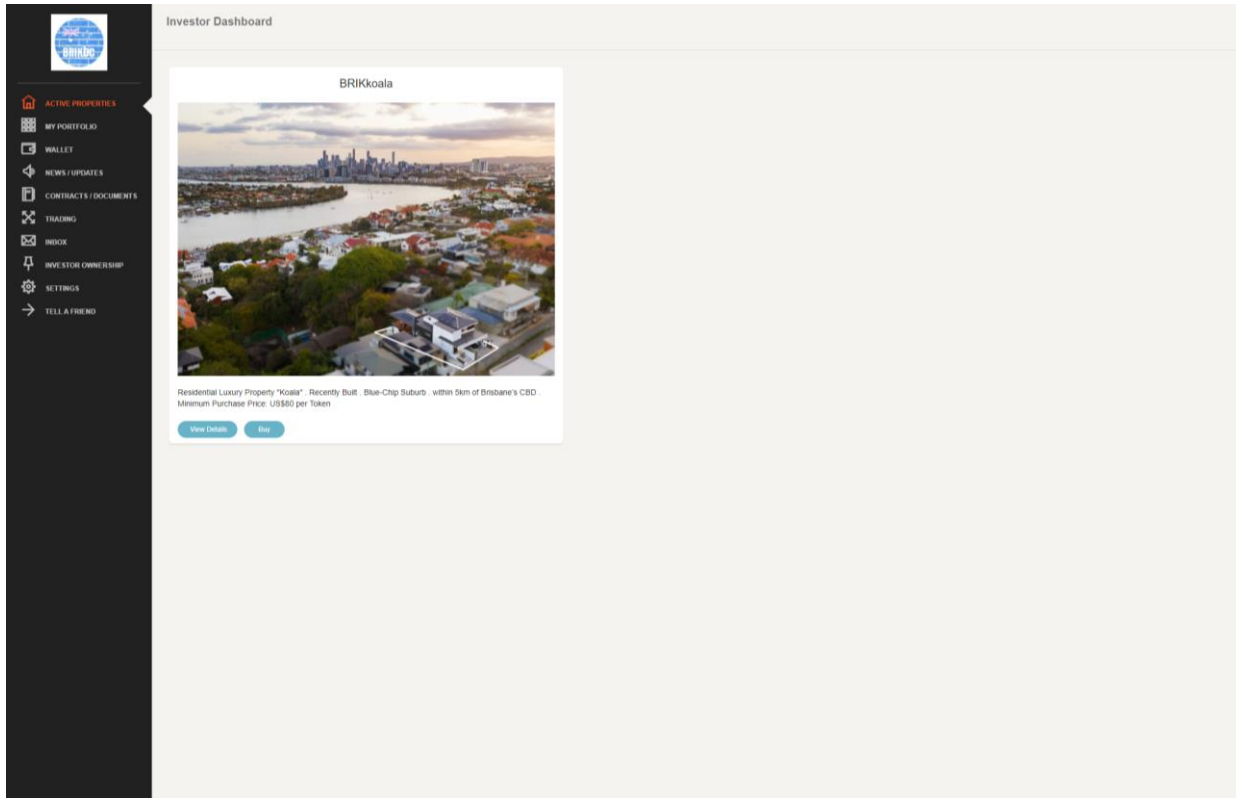 BRIKbc
Investor Dashboard
ACTIVE PROPERTIES
MY PORTFOLIO
WALLET
NEWS / UPDATES
CONTRACTS / DOCUMENTS
TRADING
INBOX
INVESTOR OWNERSHIP
SETTINGS
TELL A FRIEND
BRIKkoala
Residential Luxury Property "Koala" . Recently Built . Blue-Chip Suburb . within 5km of Brisbane's CBD .
Minimum Purchase Price: US$80 per Token
View Details
Buy